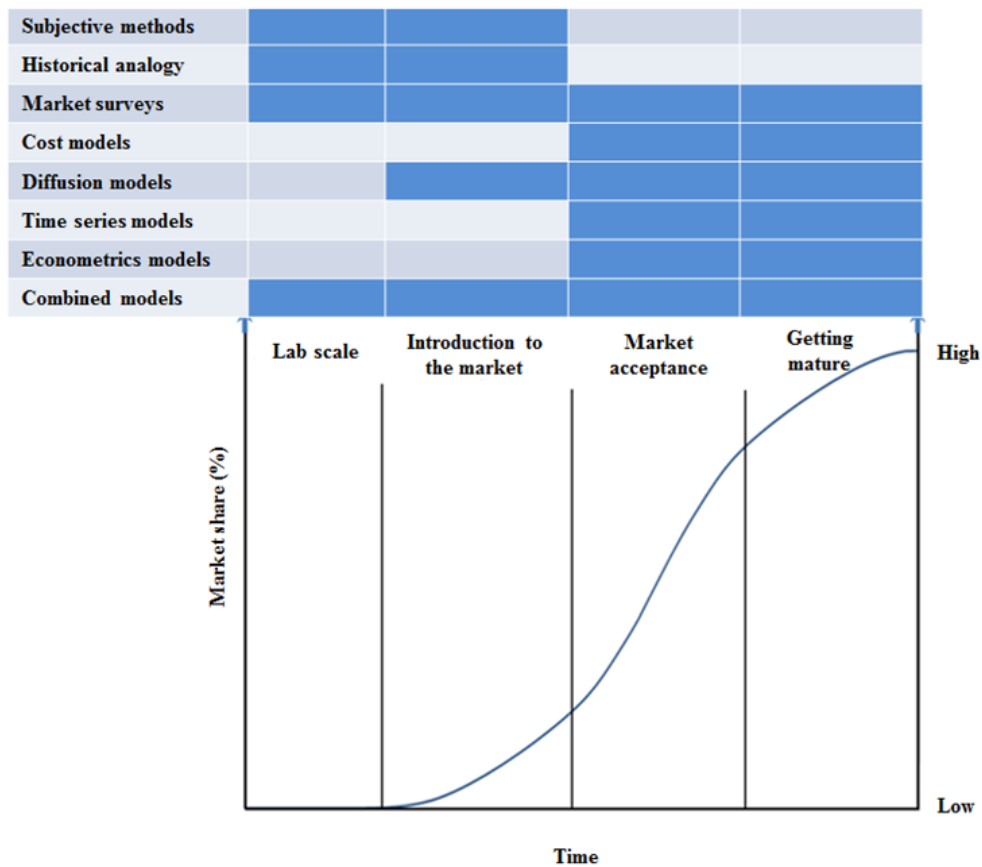 Subjective methods
Historical analogy
Market surveys
Cost models
Diffusion models
Time series models
Econometrics models
Combined models
Lab scale
Introduction to
the market
Market
acceptance
Getting
mature
High
Market share (%)
Low
Time